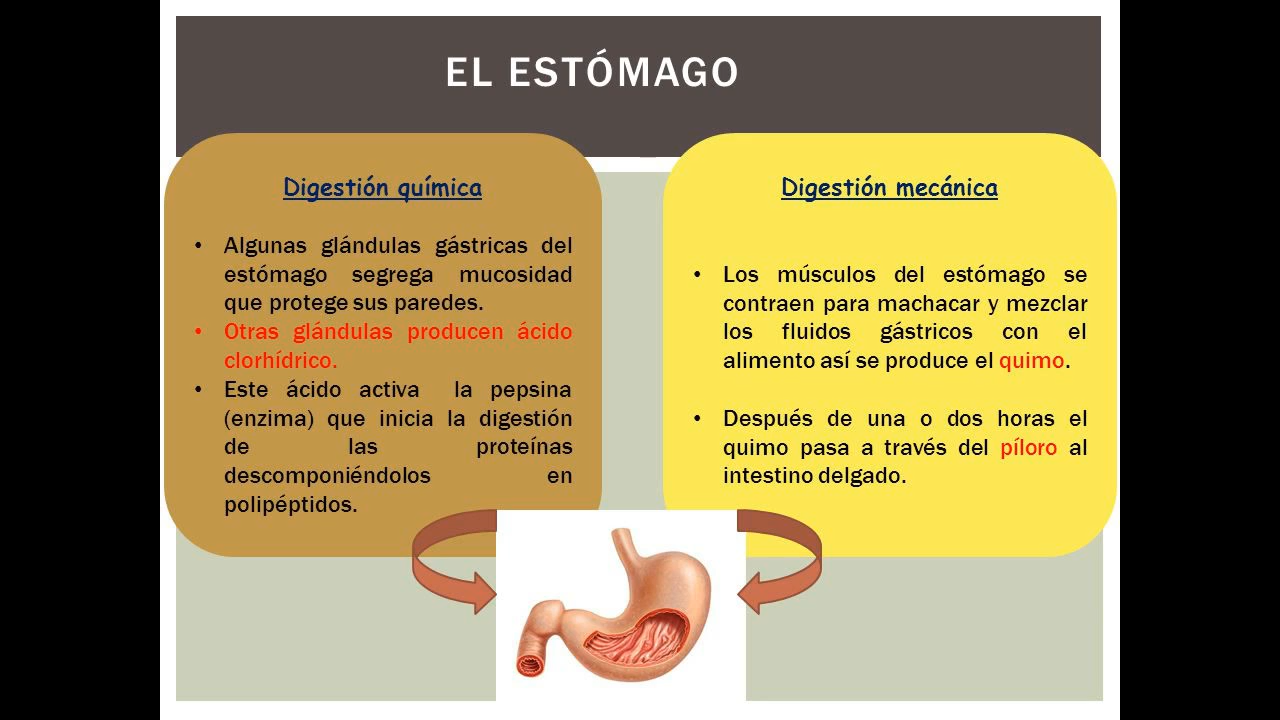 EL ESTÓMAGO
Digestión química
• Algunas glándulas gástricas del
estómago segrega mucosidad
que protege sus paredes.
• Otras glándulas producen ácido
clorhídrico.
• Este ácido activa la pepsina
(enzima) que inicia la digestión
de las proteínas
descomponiéndolos en
polipéptidos.
Digestión mecánica
• Los músculos del estómago se
contraen para machacar y mezclar
los fluidos gástricos con el
alimento así se produce el quimo.
• Después de una o dos horas el
quimo pasa a través del píloro al
intestino delgado.